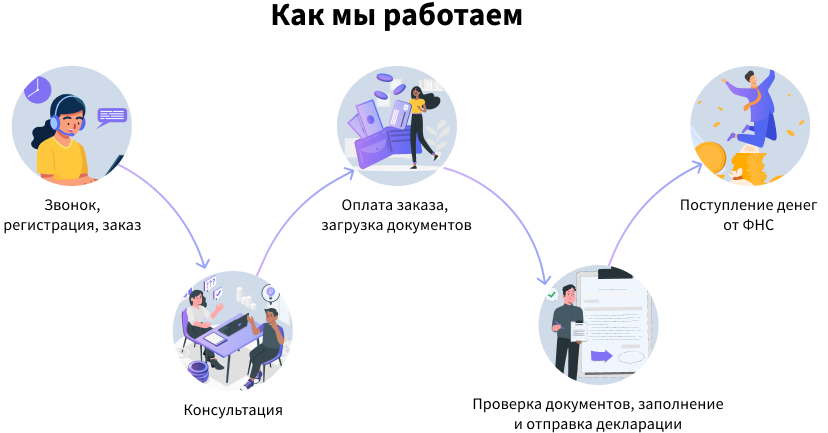 Как мы работаем
Звонок,
регистрация, заказ
Консультация
Оплата заказа,
загрузка документов
Проверка документов, заполнение
и отправка декларации
Поступление денег
от ФНС